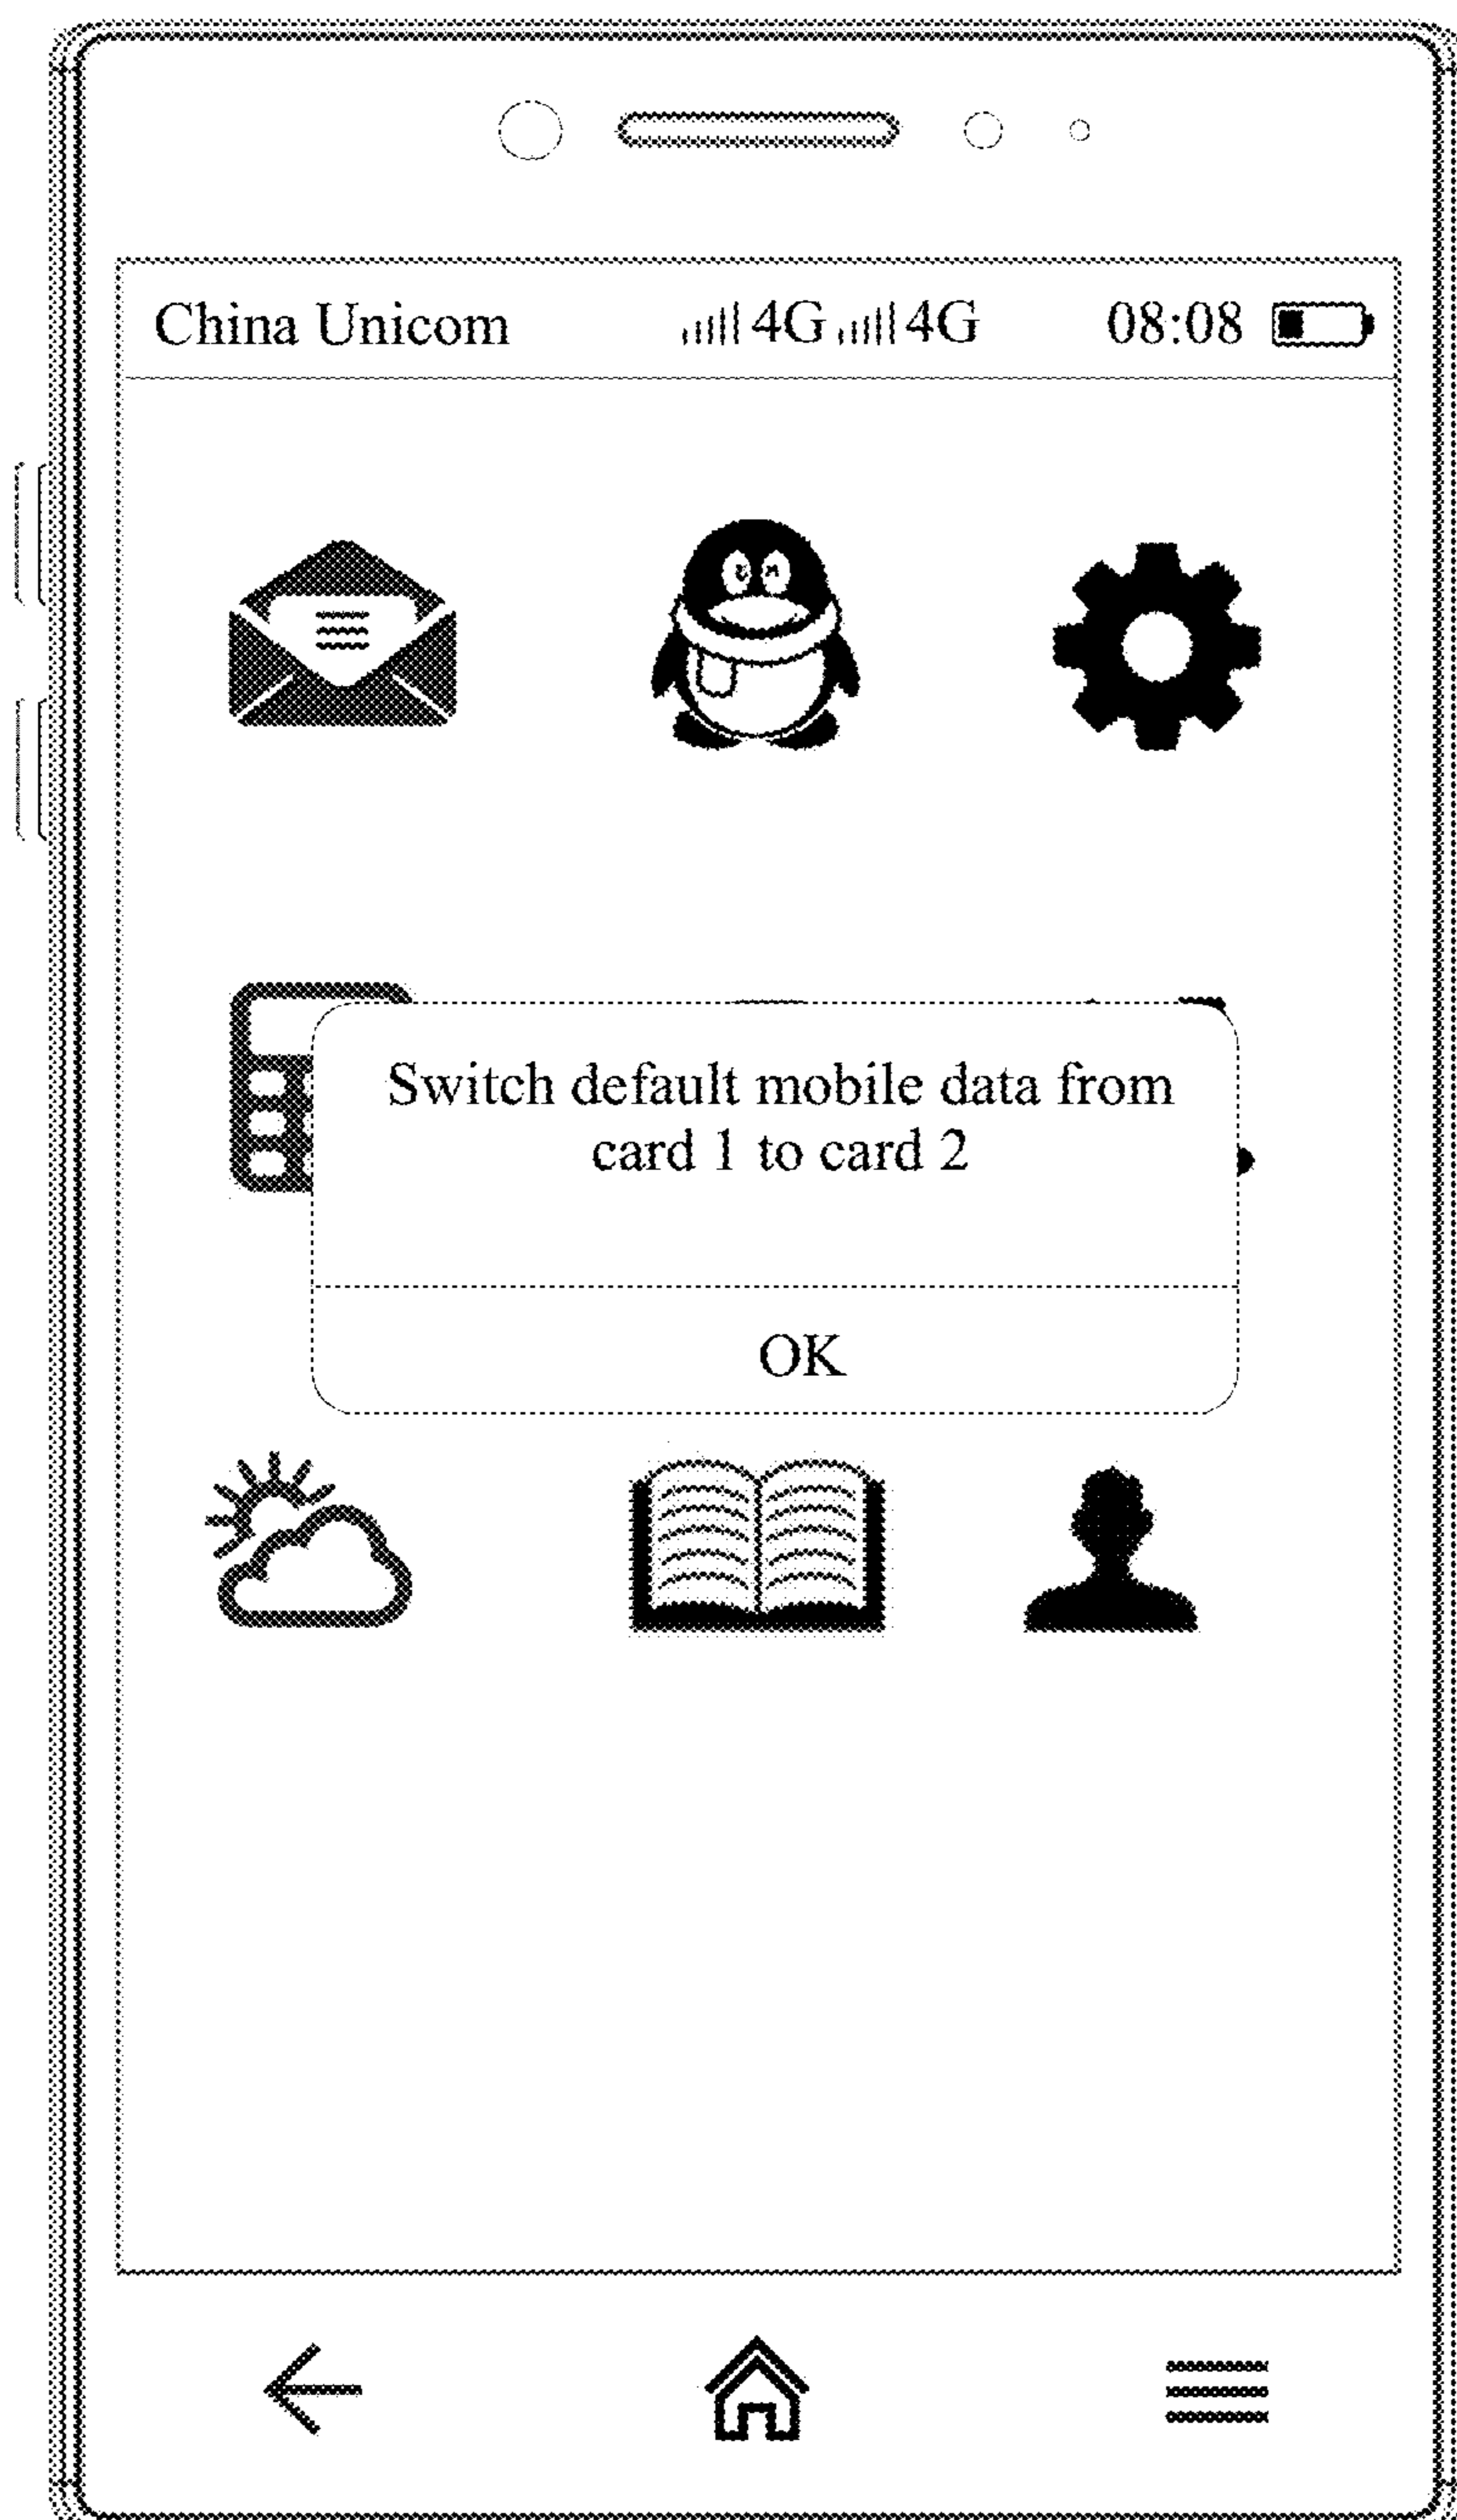 China Unicom 4G 4G 08:08
Switch default mobile data from
card 1 to card 2
OK